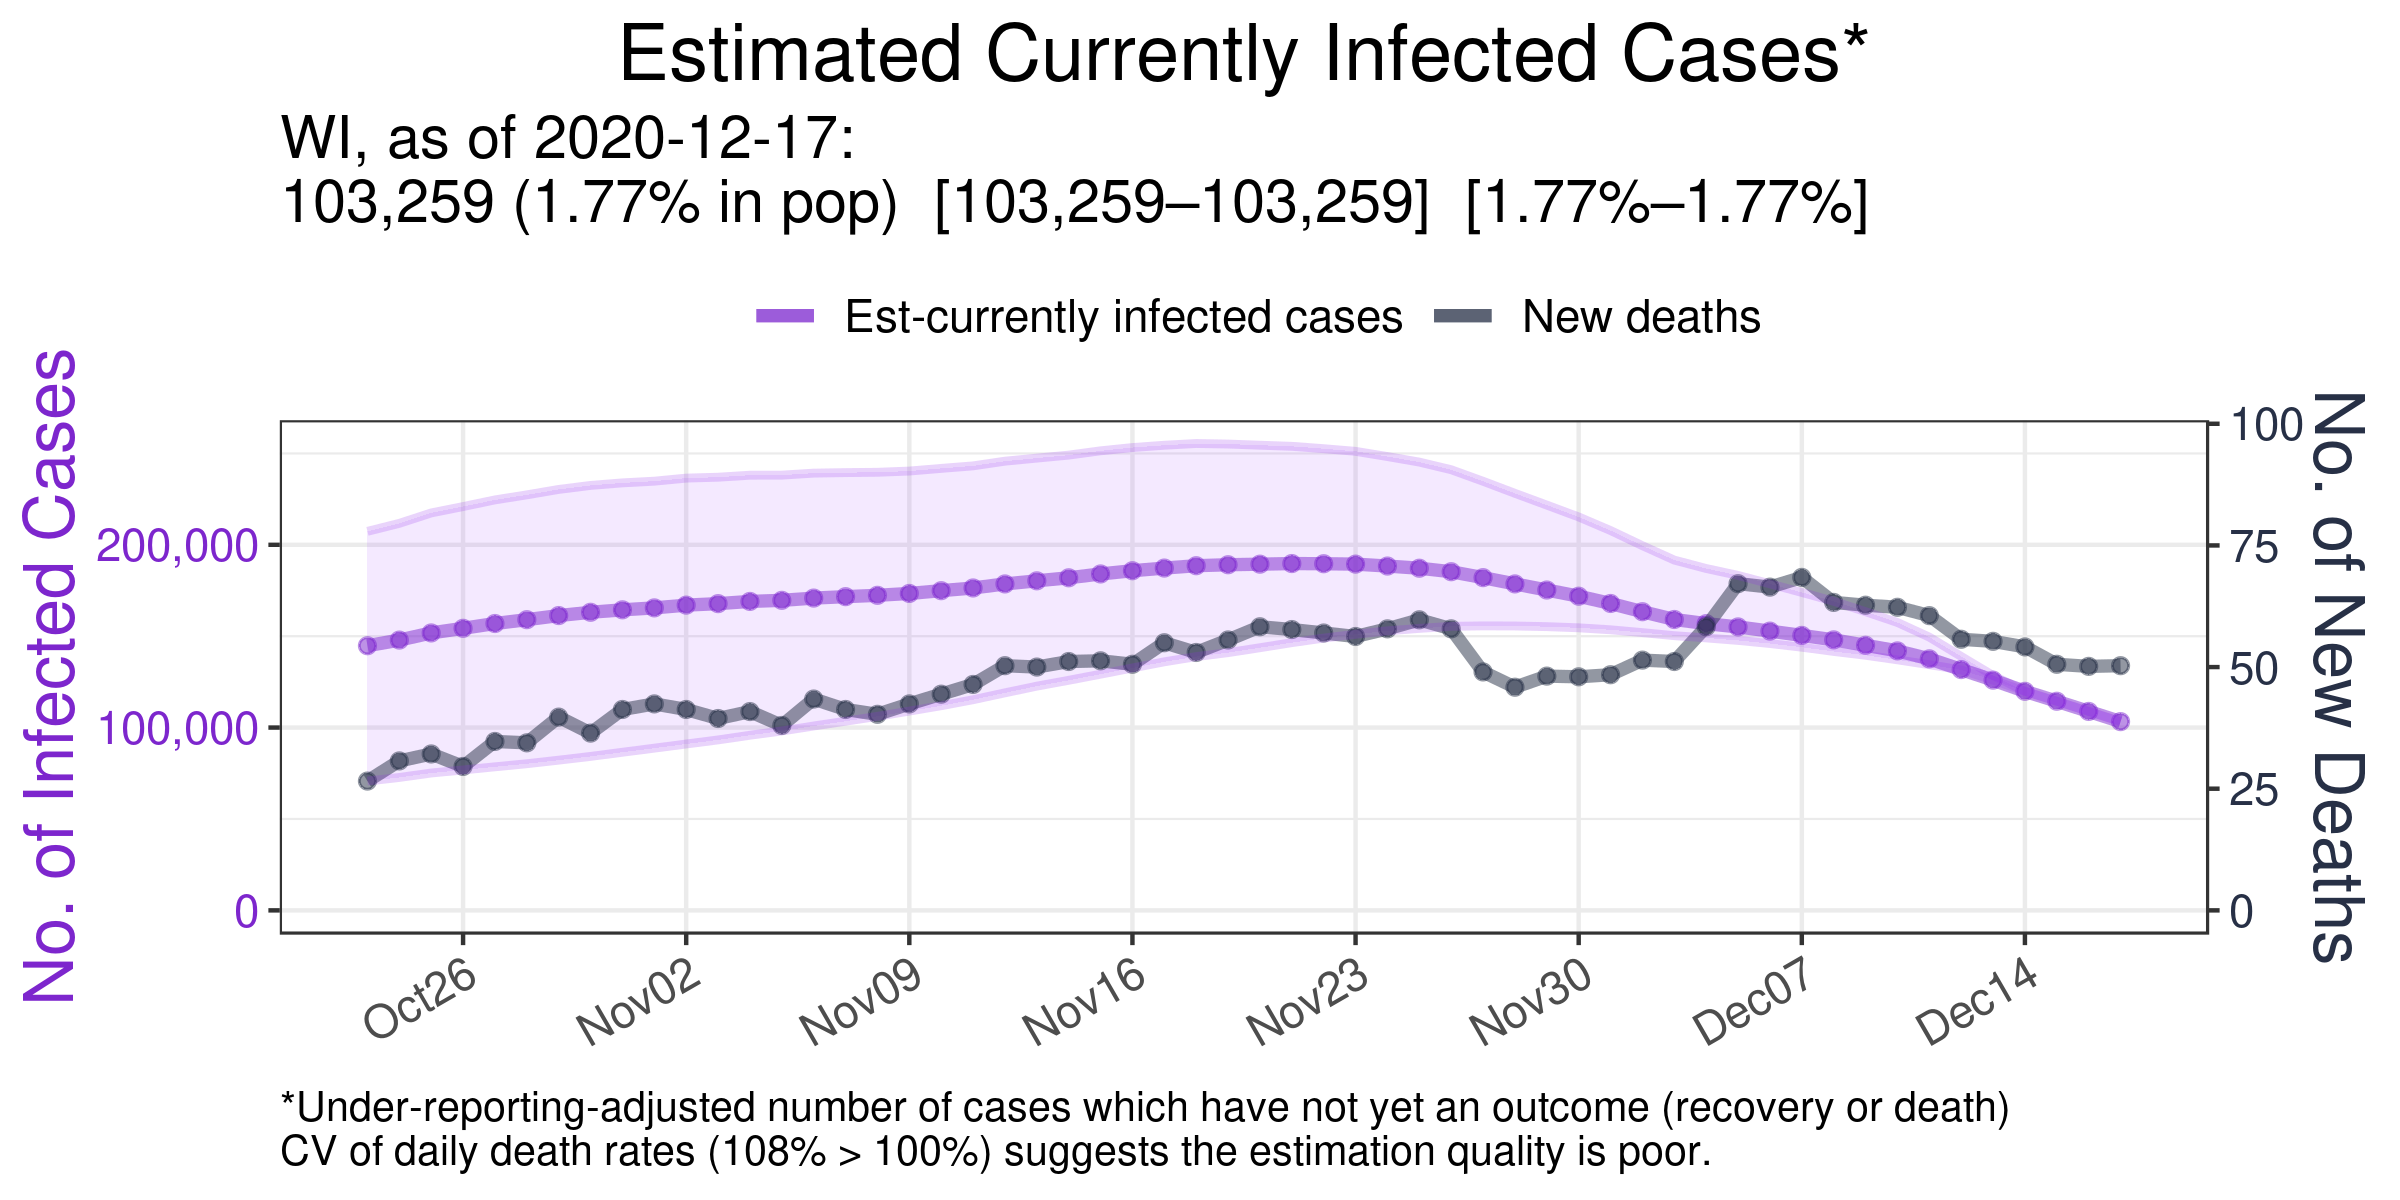 Estimated Currently Infected Cases*
WI, as of 2020-12-17:
103,259 (1.77% in pop)  [103,259–103,259]  [1.77%–1.77%]
Est-currently infected cases
New deaths
No. of Infected Cases
200,000
100,000
0
100
75
50
25
0
No. of New Deaths
Oct26
Nov02
Nov09
Nov16
Nov23
Nov30
Dec07
Dec14
*Under-reporting-adjusted number of cases which have not yet an outcome (recovery or death)
CV of daily death rates (108% > 100%) suggests the estimation quality is poor.